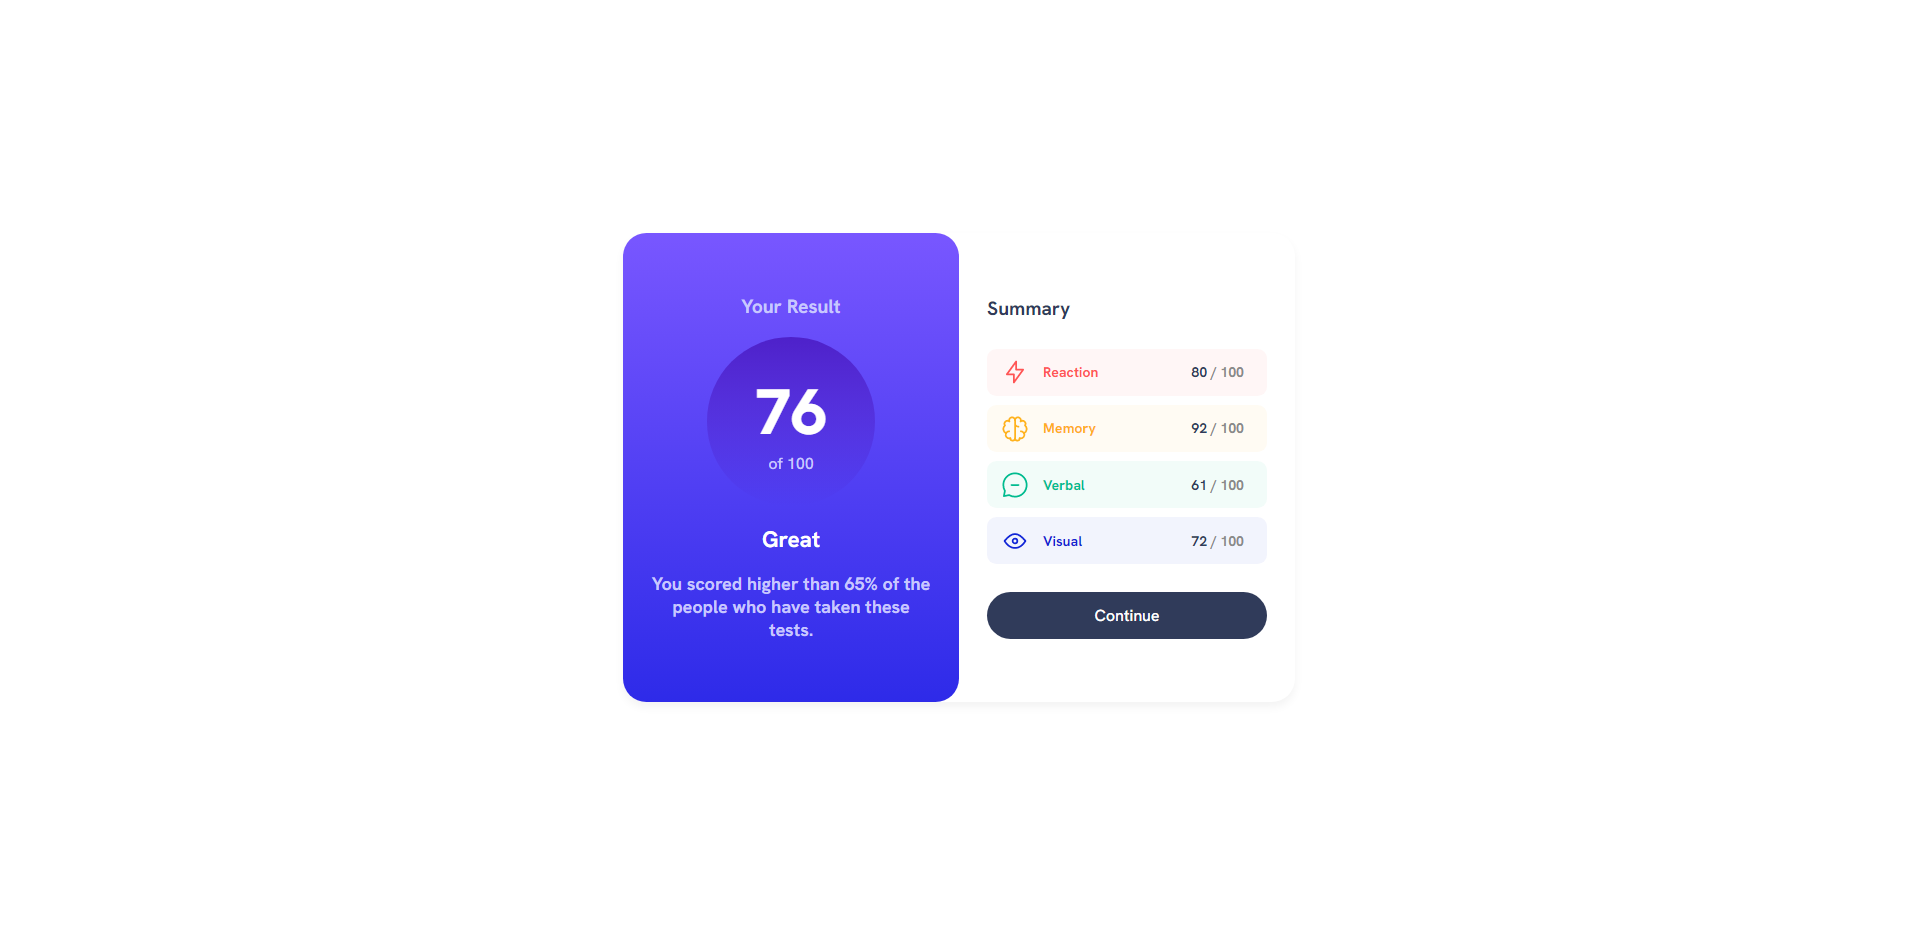 Your Result
76
of 100
Great
You scored higher than 65% of the
people who have taken these
tests.
Summary
Reaction 80 / 100
Memory 92 / 100
Verbal 61 / 100
Visual 72 / 100
Continue